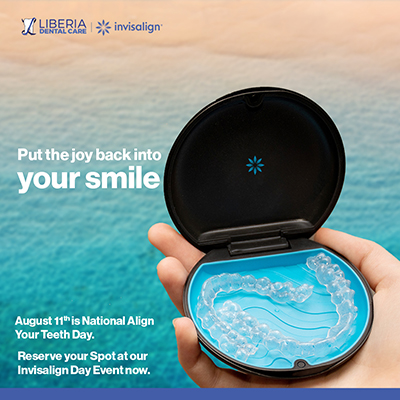 LIBERIA
DENTAL CARE
invisalign
Put the joy back into
your smile
August 11th is National Align
Your Teeth Day.
Reserve your Spot at our
Invisalign Day Event now.